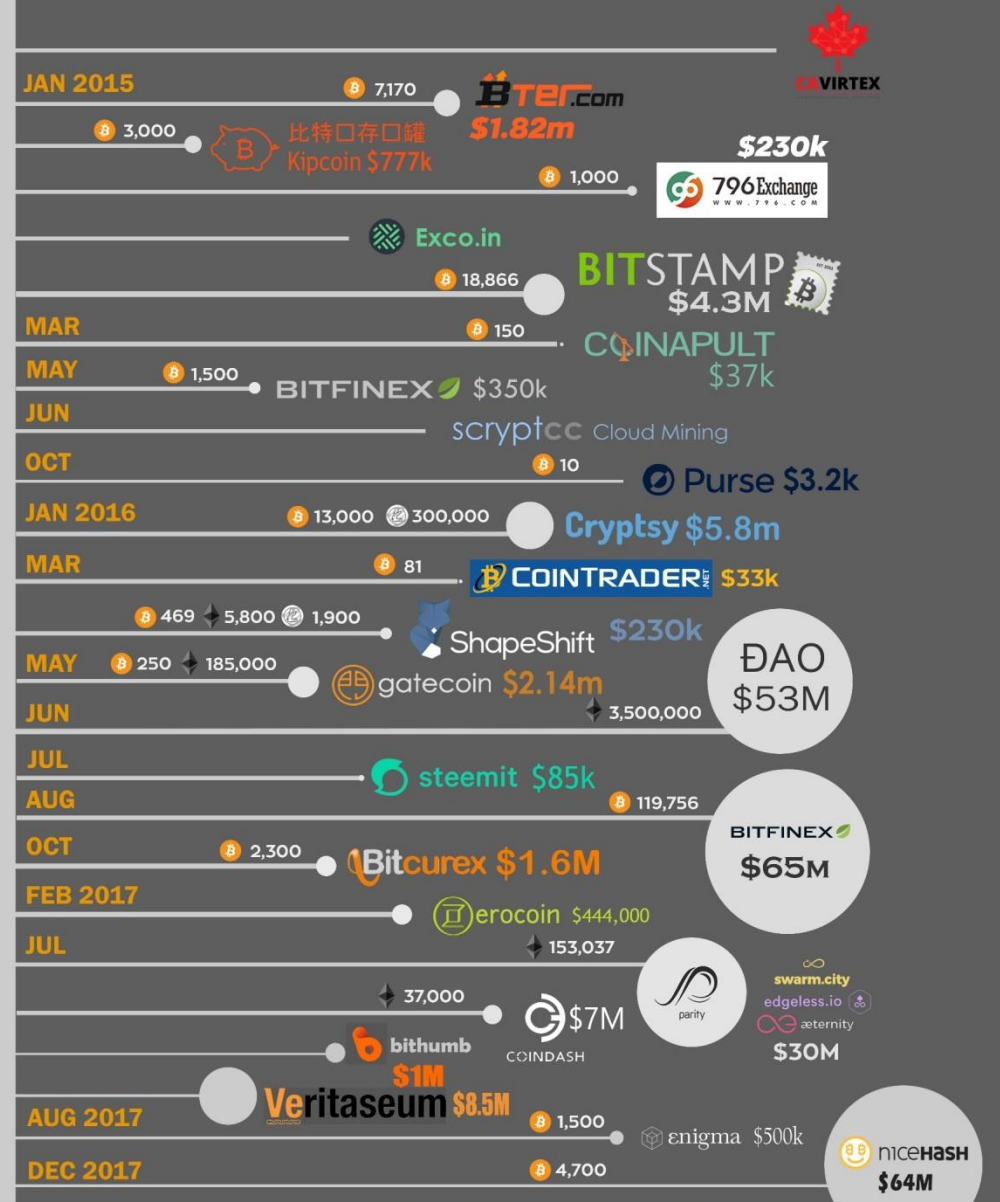 CAVIRTEX
JAN 2015
7,170
BTER.com
$1.82m
3,000
比特口存口罐
Kipcoin $777k
$230k
1,000
796 Exchange
WWW.796.COM
Exco.in
18,866
BITSTAMP
$4.3M
MAR
150
COINAPULT
$37k
MAY
1,500
BITFINEX $350k
JUN
scryptcc Cloud Mining
OCT
10
Purse $3.2k
JAN 2016
13,000 300,000
Cryptsy $5.8m
MAR
81
COINTRADER.NET $33k
469 5,800 1,900
ShapeShift $230k
MAY
250 185,000
gatecoin $2.14m
ĐAO
$53M
JUN
3,500,000
JUL
steemit $85k
AUG
119,756
BITFINEX
$65M
OCT
2,300
Bitcurex $1.6M
FEB 2017
erocoin $444,000
JUL
153,037
parity
swarm.city
edgeless.io
æternity
$30M
37,000
COINDASH
$7M
bithumb
$1M
Veritaseum $8.5M
AUG 2017
1,500
εnigma $500k
DEC 2017
4,700
nicehash
$64M